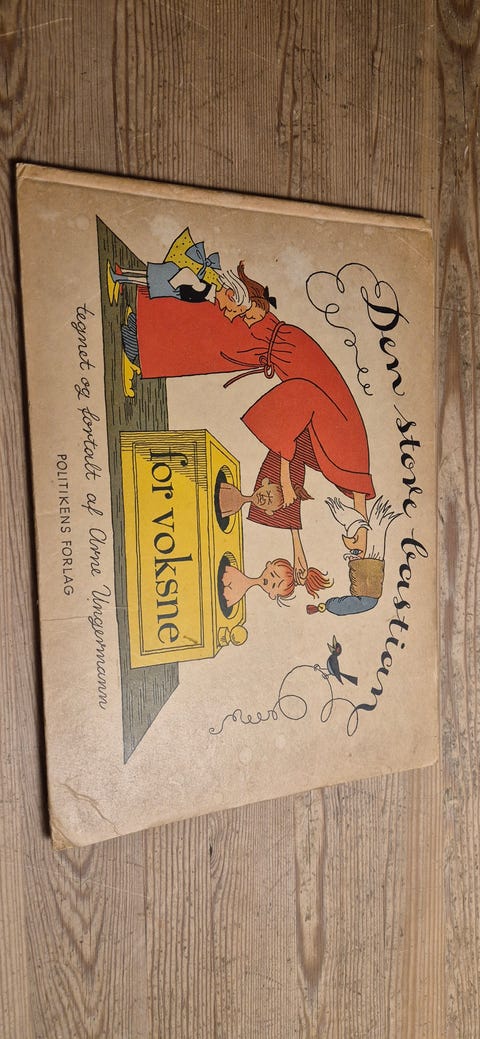 Den store bastian
for voksne
tegnet og fortalt af Arne Ungermann
POLITIKENS FORLAG